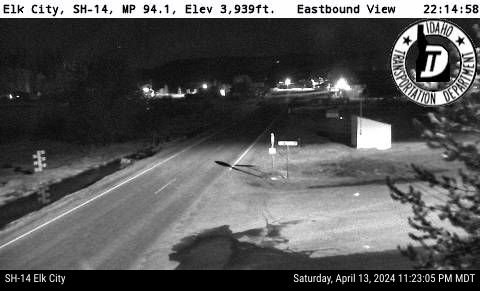 Elk City, SH-14, MP 94.1, Elev 3,939ft. Eastbound View 22:14:58
IDAHO
TRANSPORTATION DEPARTMENT
SH-14 Elk City Saturday, April 13, 2024 11:23:05 PM MDT